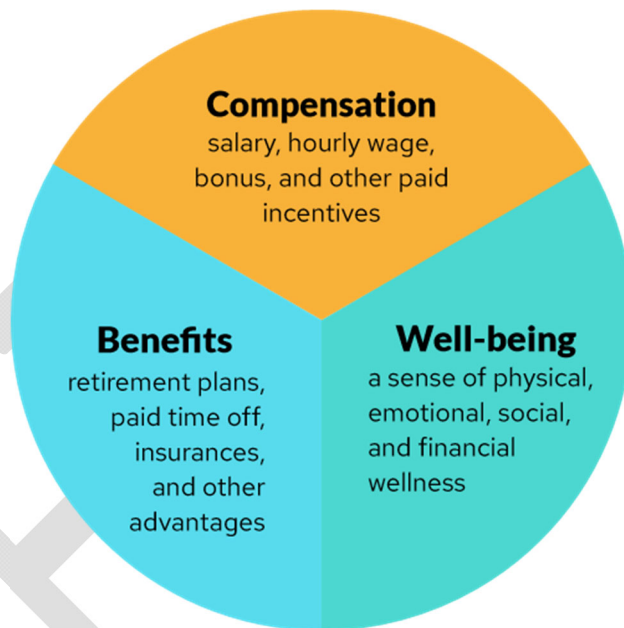 Compensation
salary, hourly wage,
bonus, and other paid
incentives
Benefits
retirement plans,
paid time off,
insurances,
and other
advantages
Well-being
a sense of physical,
emotional, social,
and financial
wellness